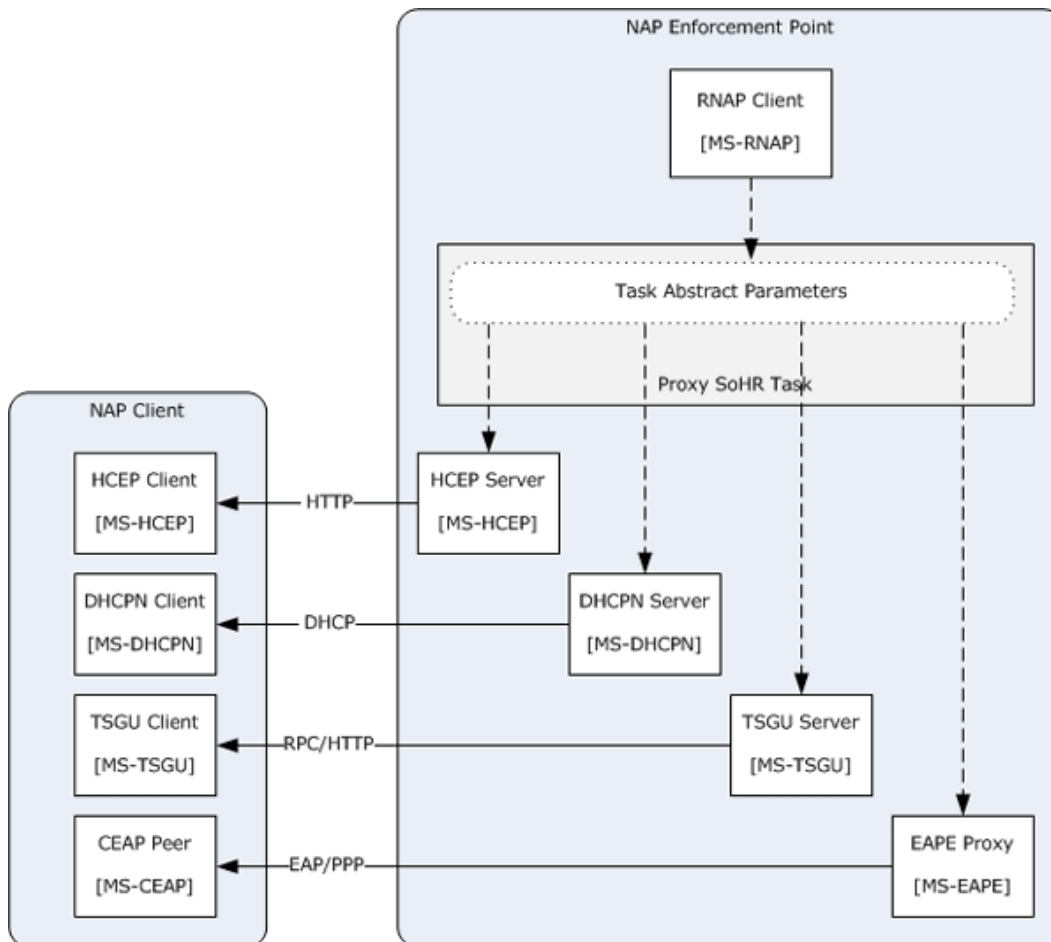 NAP Enforcement Point
RNAP Client
[MS-RNAP]
Task Abstract Parameters
Proxy SoHR Task
NAP Client
HCEP Client
[MS-HCEP]
HTTP
HCEP Server
[MS-HCEP]
DHCPN Client
[MS-DHCPN]
DHCP
DHCPN Server
[MS-DHCPN]
TSGU Client
[MS-TSGU]
RPC/HTTP
TSGU Server
[MS-TSGU]
CEAP Peer
[MS-CEAP]
EAP/PPP
EAPE Proxy
[MS-EAPE]